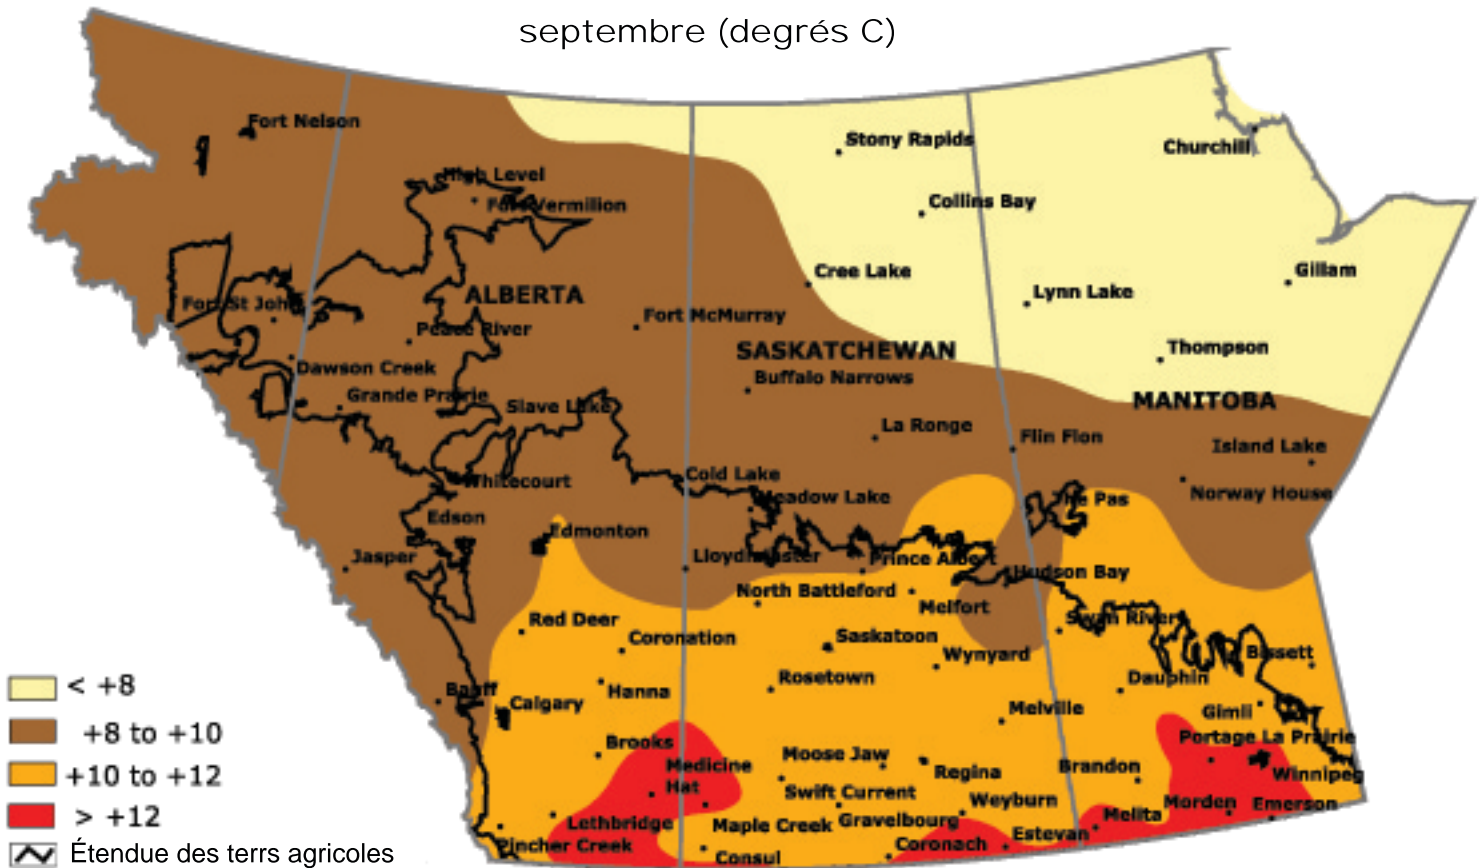 septembre (degrés C)
Fort Nelson
Stony Rapids
Churchill
High Level
Fort Vermilion
Collins Bay
Cree Lake
Gillam
ALBERTA
Lynn Lake
Fort St John
Fort McMurray
Peace River
SASKATCHEWAN
Thompson
Dawson Creek
Buffalo Narrows
Grande Prairie
MANITOBA
Slave Lake
La Ronge
Flin Flon
Island Lake
Cold Lake
Whitecourt
Meadow Lake
The Pas
Norway House
Edson
Edmonton
Jasper
Lloydminster
Prince Albert
Hudson Bay
North Battleford
Melfort
Red Deer
Swan River
Coronation
Saskatoon
Wynyard
Bissett
Rosetown
Dauphin
< +8
Banff
Hanna
Calgary
Melville
Gimli
+8 to +10
Brooks
Portage La Prairie
Moose Jaw
Medicine
Hat
Regina
Brandon
Winnipeg
+10 to +12
Swift Current
Weyburn
Morden
Emerson
> +12
Lethbridge
Maple Creek
Gravelbourg
Melita
Estevan
Pincher Creek
Coronach
Consul
Étendue des terrs agricoles